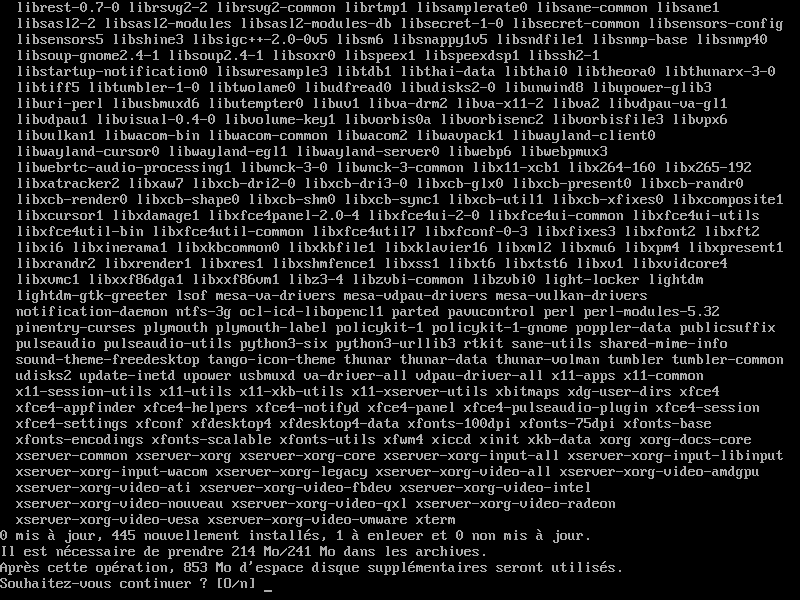 librest-0.7-0 librsvg2-2 librsvg2-common librtmp1 libsamplerate0 libsane-common libsane1
libsasl2-2 libsasl2-modules libsasl2-modules-db libsecret-1-0 libsecret-common libsensors-config
libsensors5 libshine3 libsigc++-2.0-0v5 libsm6 libsnappy1v5 libsndfile1 libsnmp-base libsnmp40
libsoup-gnome2.4-1 libsoup2.4-1 libsoxr0 libspeex1 libspeexdsp1 libssh2-1
libstartup-notification0 libswresample3 libtdb1 libthai-data libthai0 libtheora0 libthunarx-3-0
libtiff5 libtumbler-1-0 libtwolame0 libudfread0 libudisks2-0 libunwind8 libupower-glib3
liburi-perl libusbmuxd6 libutempter0 libuv1 libva-drm2 libva-x11-2 libva2 libvdpau-va-gl1
libvdpau1 libvisual-0.4-0 libvolume-key1 libvorbis0a libvorbisenc2 libvorbisfile3 libvpx6
libvulkan1 libwacom-bin libwacom-common libwacom2 libwavpack1 libwayland-client0
libwayland-cursor0 libwayland-egl1 libwayland-server0 libwebp6 libwebpmux3
libwebrtc-audio-processing1 libwnck-3-0 libwnck-3-common libx11-xcb1 libx264-160 libx265-192
libxatracker2 libxaw7 libxcb-dri2-0 libxcb-dri3-0 libxcb-glx0 libxcb-present0 libxcb-randr0
libxcb-render0 libxcb-shape0 libxcb-shm0 libxcb-sync1 libxcb-util1 libxcb-xfixes0 libxcomposite1
libxcursor1 libxdamage1 libxfce4panel-2.0-4 libxfce4ui-2-0 libxfce4ui-common libxfce4ui-utils
libxfce4util-bin libxfce4util-common libxfce4util7 libxfconf-0-3 libxfixes3 libxfont2 libxft2
libxi6 libxinerama1 libxkbcommon0 libxkbfile1 libxklavier16 libxml2 libxmu6 libxpm4 libxpresent1
libxrandr2 libxrender1 libxres1 libxshmfence1 libxss1 libxt6 libxtst6 libxv1 libxvidcore4
libxvmc1 libxxf86dga1 libxxf86vm1 libz3-4 libzvbi-common libzvbi0 light-locker lightdm
lightdm-gtk-greeter lsof mesa-va-drivers mesa-vdpau-drivers mesa-vulkan-drivers
notification-daemon ntfs-3g ocl-icd-libopencl1 parted pavucontrol perl perl-modules-5.32
pinentry-curses plymouth plymouth-label policykit-1 policykit-1-gnome poppler-data publicsuffix
pulseaudio pulseaudio-utils python3-six python3-urllib3 rtkit sane-utils shared-mime-info
sound-theme-freedesktop tango-icon-theme thunar thunar-data thunar-volman tumbler tumbler-common
udisks2 update-inetd upower usbmuxd va-driver-all vdpau-driver-all x11-apps x11-common
x11-session-utils x11-utils x11-xkb-utils x11-xserver-utils xbitmaps xdg-user-dirs xfce4
xfce4-appfinder xfce4-helpers xfce4-notifyd xfce4-panel xfce4-pulseaudio-plugin xfce4-session
xfce4-settings xfconf xfdesktop4 xfdesktop4-data xfonts-100dpi xfonts-75dpi xfonts-base
xfonts-encodings xfonts-scalable xfonts-utils xfwm4 xiccd xinit xkb-data xorg xorg-docs-core
xserver-common xserver-xorg xserver-xorg-core xserver-xorg-input-all xserver-xorg-input-libinput
xserver-xorg-input-wacom xserver-xorg-legacy xserver-xorg-video-all xserver-xorg-video-amdgpu
xserver-xorg-video-ati xserver-xorg-video-fbdev xserver-xorg-video-intel
xserver-xorg-video-nouveau xserver-xorg-video-qxl xserver-xorg-video-radeon
xserver-xorg-video-vesa xserver-xorg-video-vmware xterm
0 mis à jour, 445 nouvellement installés, 1 à enlever et 0 non mis à jour.
Il est nécessaire de prendre 214 Mo/241 Mo dans les archives.
Après cette opération, 853 Mo d'espace disque supplémentaires seront utilisés.
Souhaitez-vous continuer ? [O/n] _